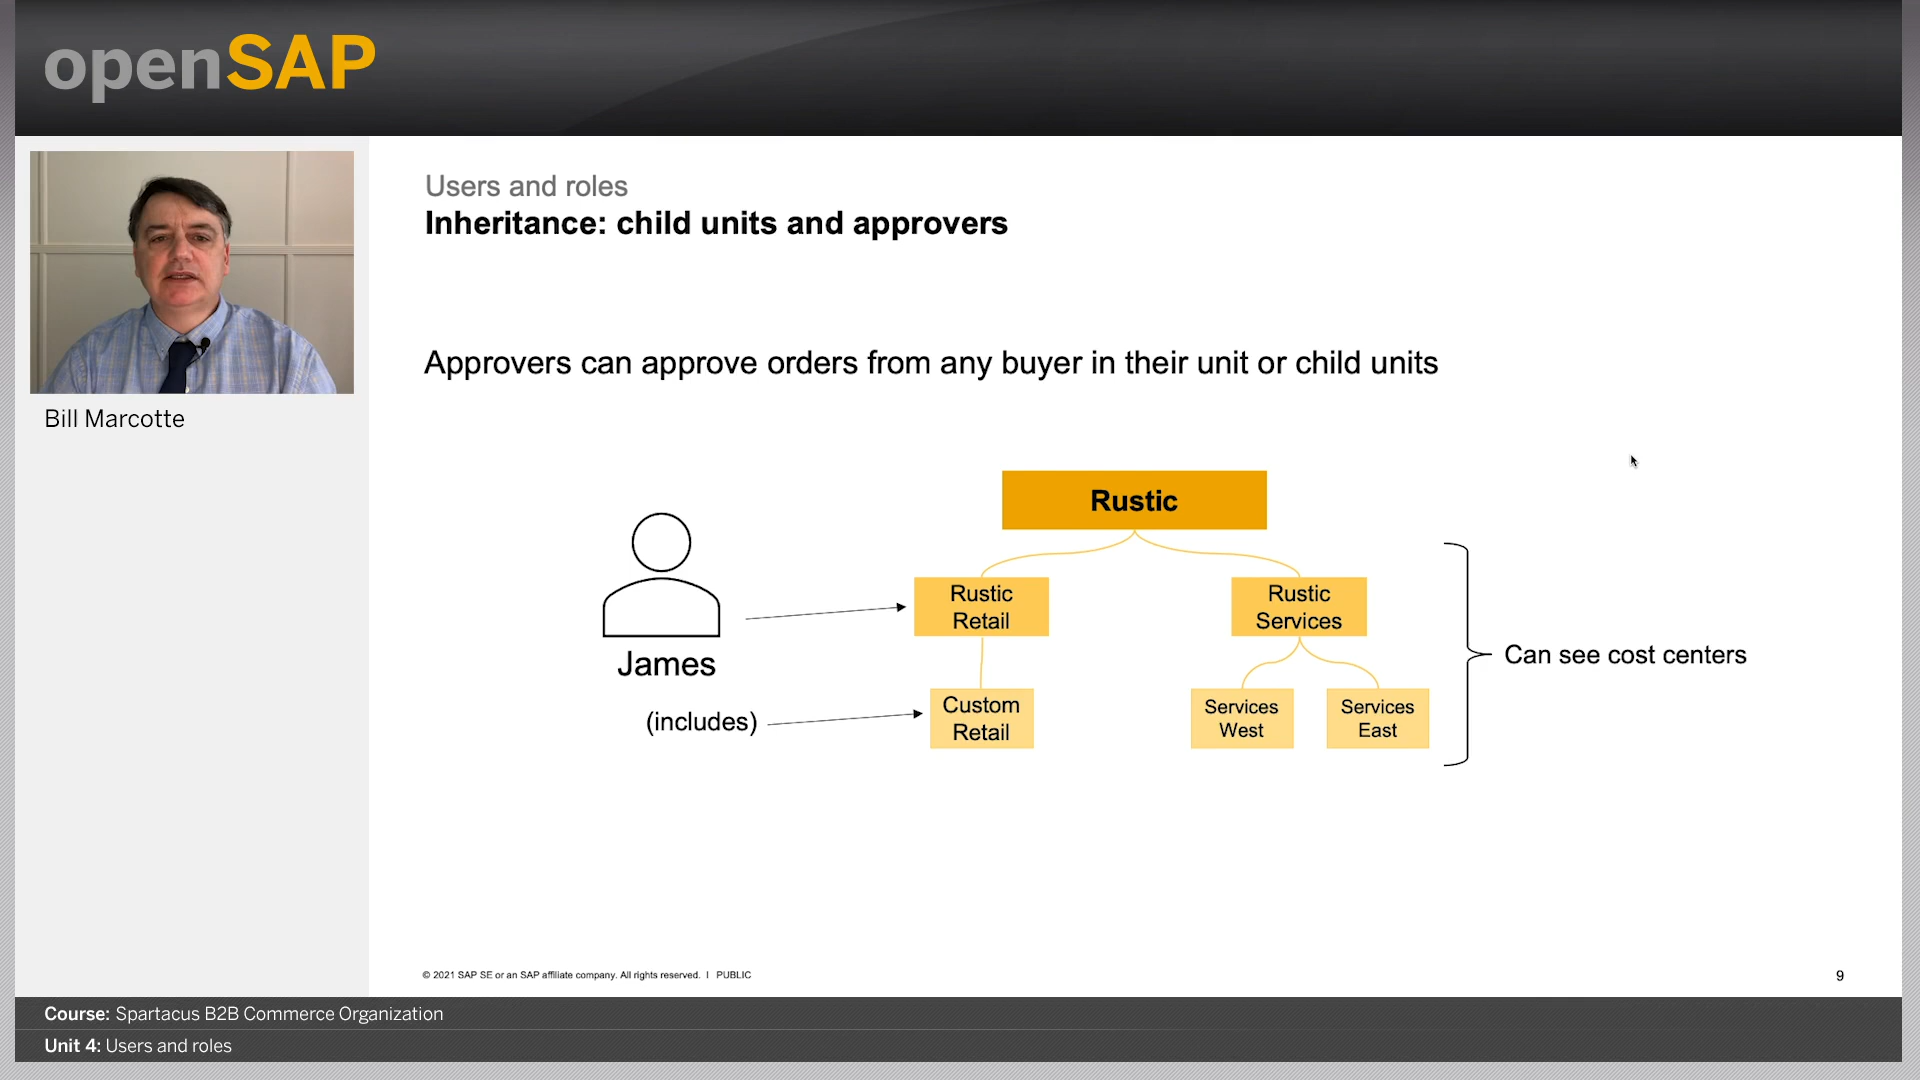 openSAP
Bill Marcotte
Users and roles
Inheritance: child units and approvers
Approvers can approve orders from any buyer in their unit or child units
Rustic
James
Rustic
Retail
Rustic
Services
(includes)
Custom
Retail
Services
West
Services
East
Can see cost centers
© 2021 SAP SE or an SAP affiliate company. All rights reserved. I PUBLIC
9
Course: Spartacus B2B Commerce Organization
Unit 4: Users and roles